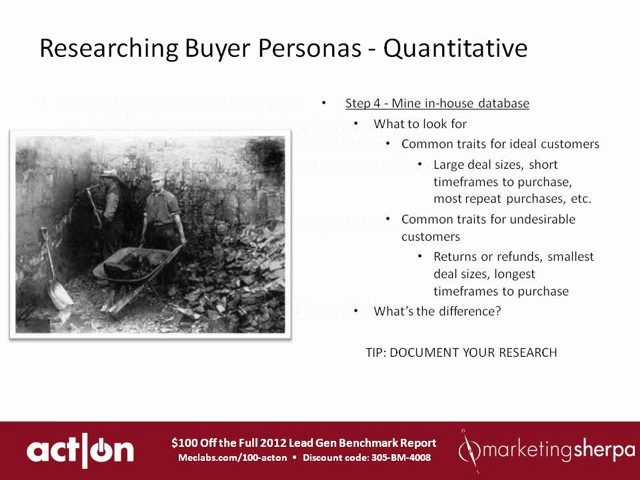 Researching Buyer Personas - Quantitative
• Step 4 - Mine in-house database
• What to look for
• Common traits for ideal customers
• Large deal sizes, short
timeframes to purchase,
most repeat purchases, etc.
• Common traits for undesirable
customers
• Returns or refunds, smallest
deal sizes, longest
timeframes to purchase
• What's the difference?
TIP: DOCUMENT YOUR RESEARCH
act|on
$100 Off the Full 2012 Lead Gen Benchmark Report
Meclabs.com/100-acton • Discount code: 305-BM-4008
marketingsherpa